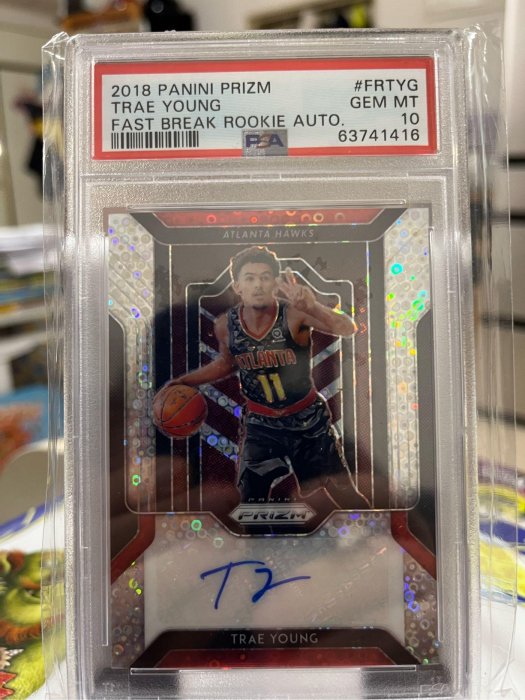 2018 PANINI PRIZM #FRTYG
TRAE YOUNG GEM MT
FAST BREAK ROOKIE AUTO. 10
PSA 63741416
ATLANTA HAWKS
ATLANTA
11
PANINI
PRIZM
TY
TRAE YOUNG